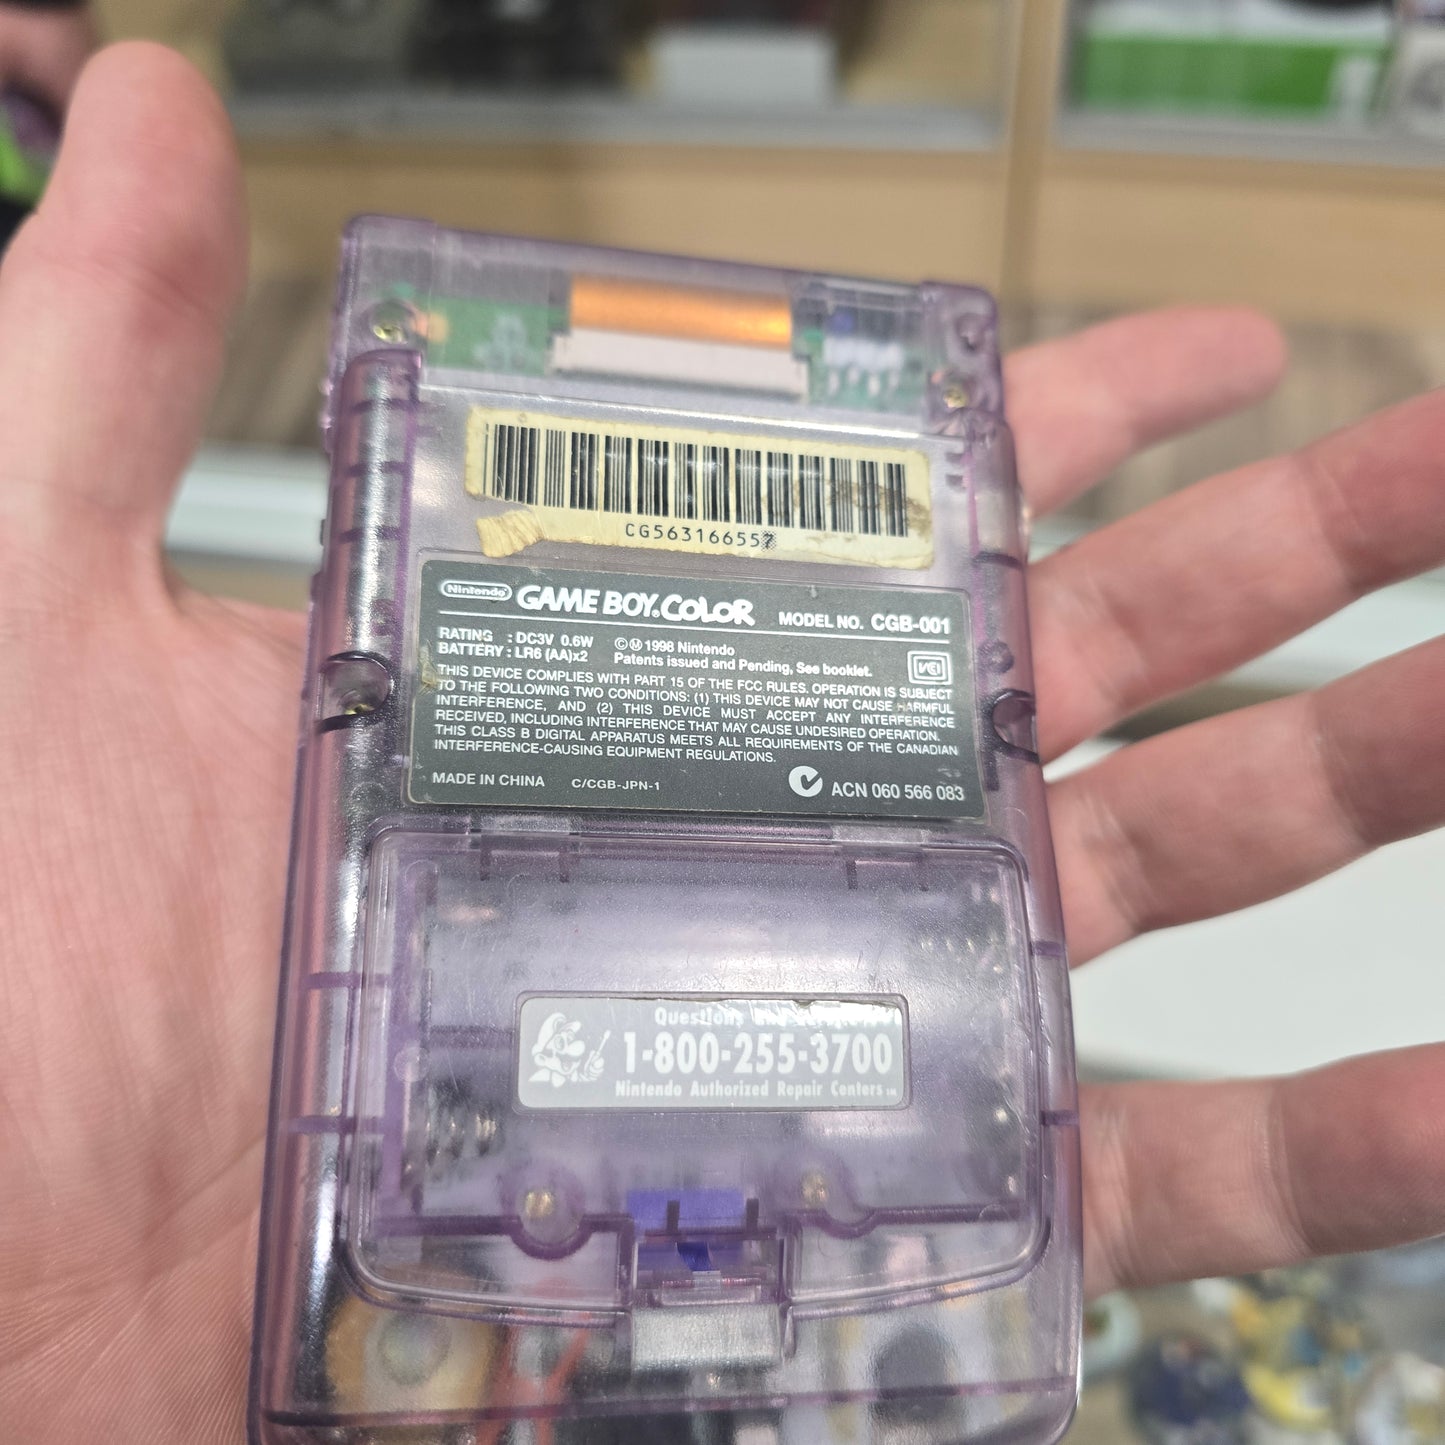 CG563166557
Nintendo GAME BOY COLOR MODEL NO. CGB-001
RATING : DC3V 0.6W
BATTERY : LR6 (AA)x2
©Ⓜ1998 Nintendo
Patents issued and Pending, See booklet.
THIS DEVICE COMPLIES WITH PART 15 OF THE FCC RULES. OPERATION IS SUBJECT
TO THE FOLLOWING TWO CONDITIONS: (1) THIS DEVICE MAY NOT CAUSE HARMFUL
INTERFERENCE, AND (2) THIS DEVICE MUST ACCEPT ANY INTERFERENCE
RECEIVED, INCLUDING INTERFERENCE THAT MAY CAUSE UNDESIRED OPERATION.
THIS CLASS B DIGITAL APPARATUS MEETS ALL REQUIREMENTS OF THE CANADIAN
INTERFERENCE-CAUSING EQUIPMENT REGULATIONS.
MADE IN CHINA C/CGB-JPN-1 ACN 060 566 083
Questions
1-800-255-3700
Nintendo Authorized Repair Centers